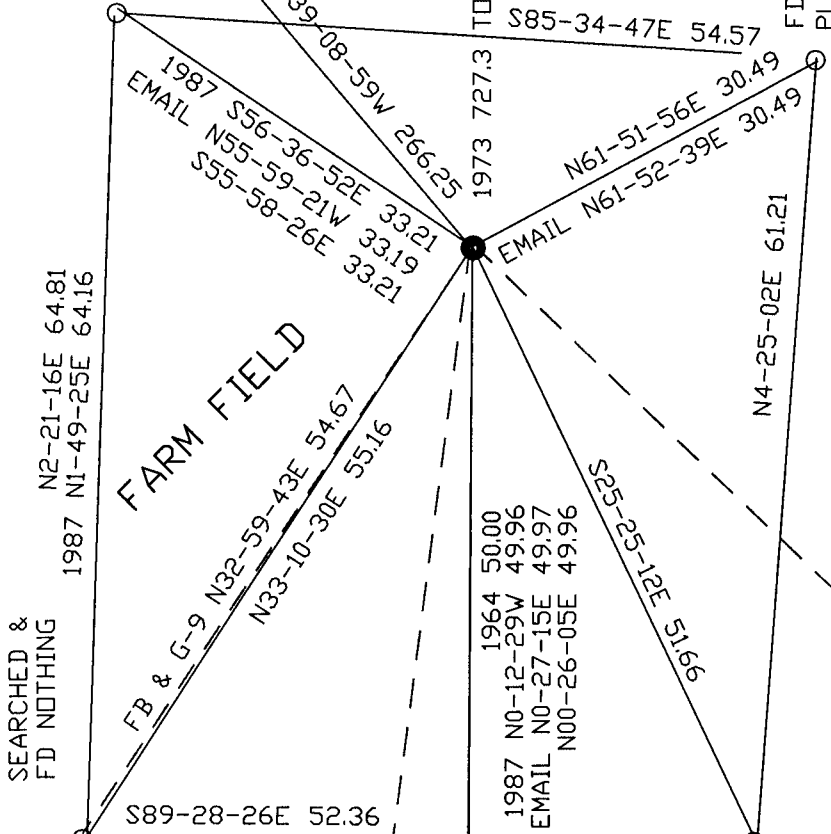 S85-34-47E 54.57
39-08-59W 266.25
1973 727.3 TO
FD
1987 S56-36-52E 33.21
EMAIL N55-59-21W 33.19
S55-58-26E 33.21
N61-51-56E 30.49
EMAIL N61-52-39E 30.49
N4-25-02E 61.21
N2-21-16E 64.81
1987 N1-49-25E 64.16
FARM FIELD
FB & G-9 N32-59-43E 54.67
N33-10-30E 55.16
1964 50.00
1987 N0-12-29W 49.96
EMAIL N0-27-15E 49.97
N00-26-05E 49.96
S25-25-12E 51.66
SEARCHED &
FD NOTHING
S89-28-26E 52.36